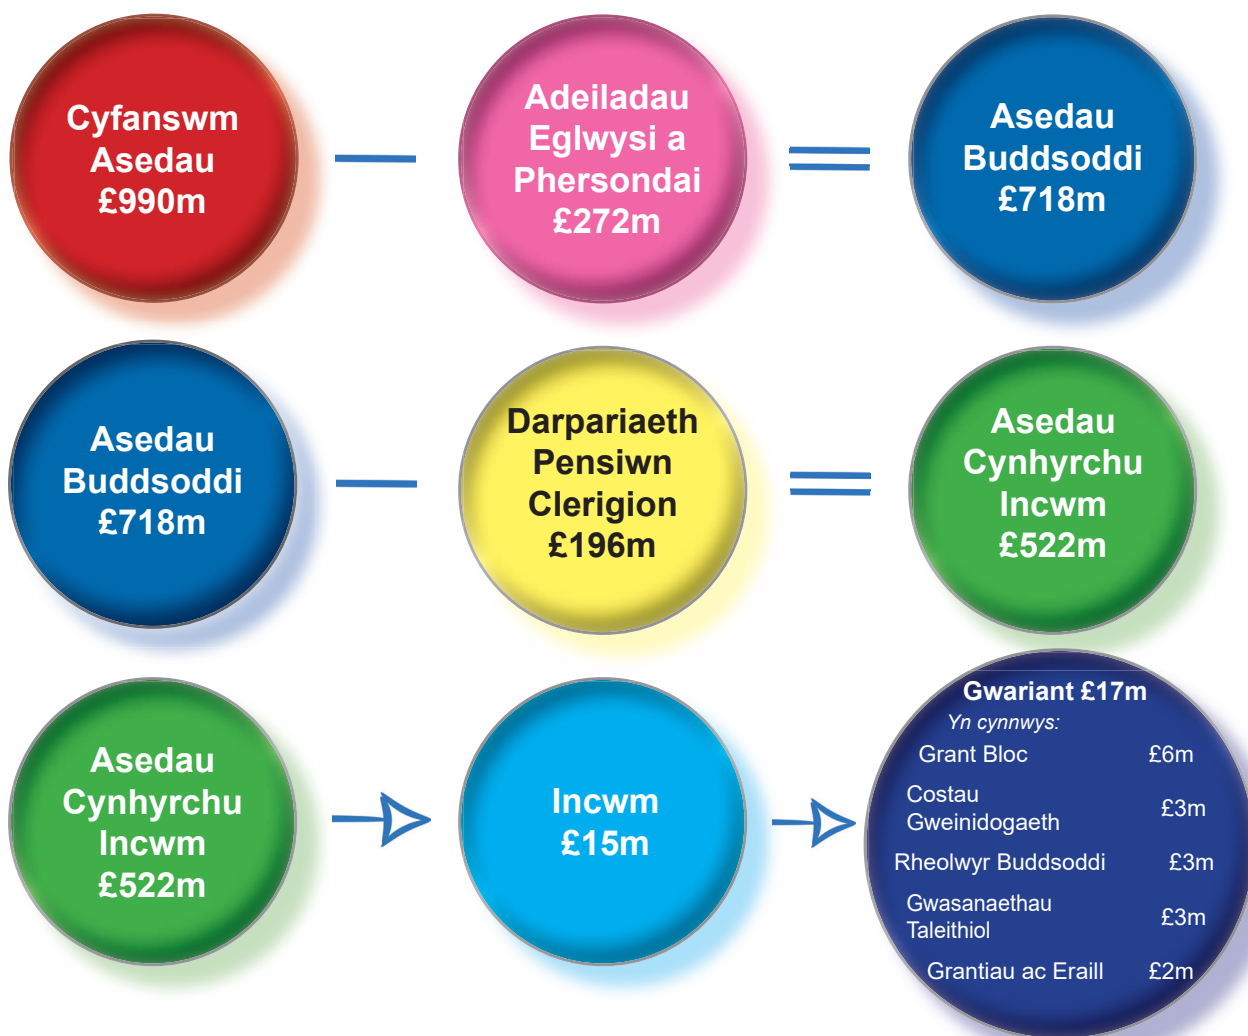 Cyfanswm
Asedau
£990m
Adeiladau
Eglwysi a
Phersondai
£272m
Asedau
Buddsoddi
£718m
Asedau
Buddsoddi
£718m
Darpariaeth
Pensiwn
Clerigion
£196m
Asedau
Cynhyrchu
Incwm
£522m
Asedau
Cynhyrchu
Incwm
£522m
Incwm
£15m
Gwariant £17m
Yn cynnwys:
Grant Bloc £6m
Costau
Gweinidogaeth £3m
Rheolwyr Buddsoddi £3m
Gwasanaethau
Taleithiol £3m
Grantiau ac Eraill £2m